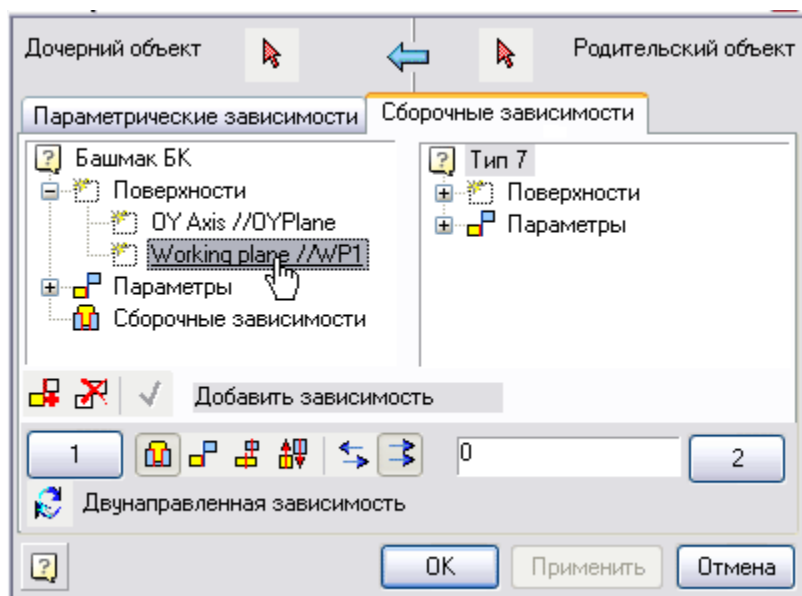 Дочерний объект Родительский объект
Параметрические зависимости Сборочные зависимости
Башмак БК Тип 7
Поверхности Поверхности
OY Axis //OYPlane Параметры
Working plane //WP1
Параметры
Сборочные зависимости
Добавить зависимость
1 0 2
Двунаправленная зависимость
OK Применить Отмена